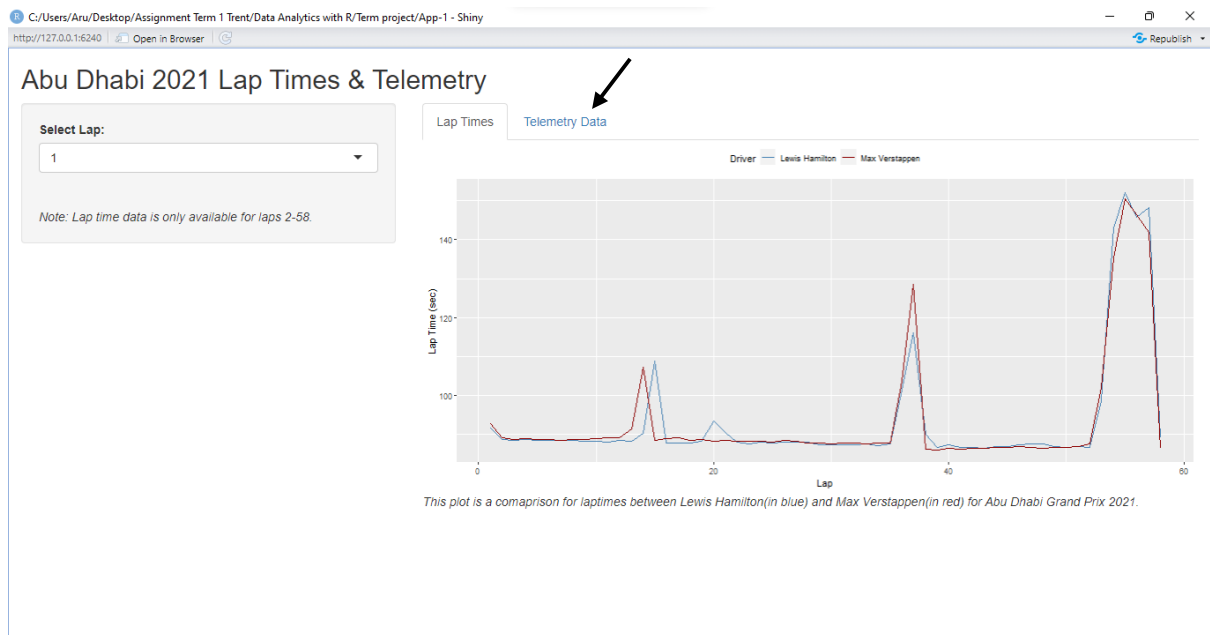 C:/Users/Aru/Desktop/Assignment Term 1 Trent/Data Analytics with R/Term project/App-1 - Shiny
http://127.0.0.1:6240 Open in Browser Republish
Abu Dhabi 2021 Lap Times & Telemetry
Select Lap:
1
Note: Lap time data is only available for laps 2-58.
Lap Times Telemetry Data
Driver Lewis Hamilton Max Verstappen
140
120
100
Lap Time (sec)
0 20 40 60
Lap
This plot is a comaprison for laptimes between Lewis Hamilton(in blue) and Max Verstappen(in red) for Abu Dhabi Grand Prix 2021.